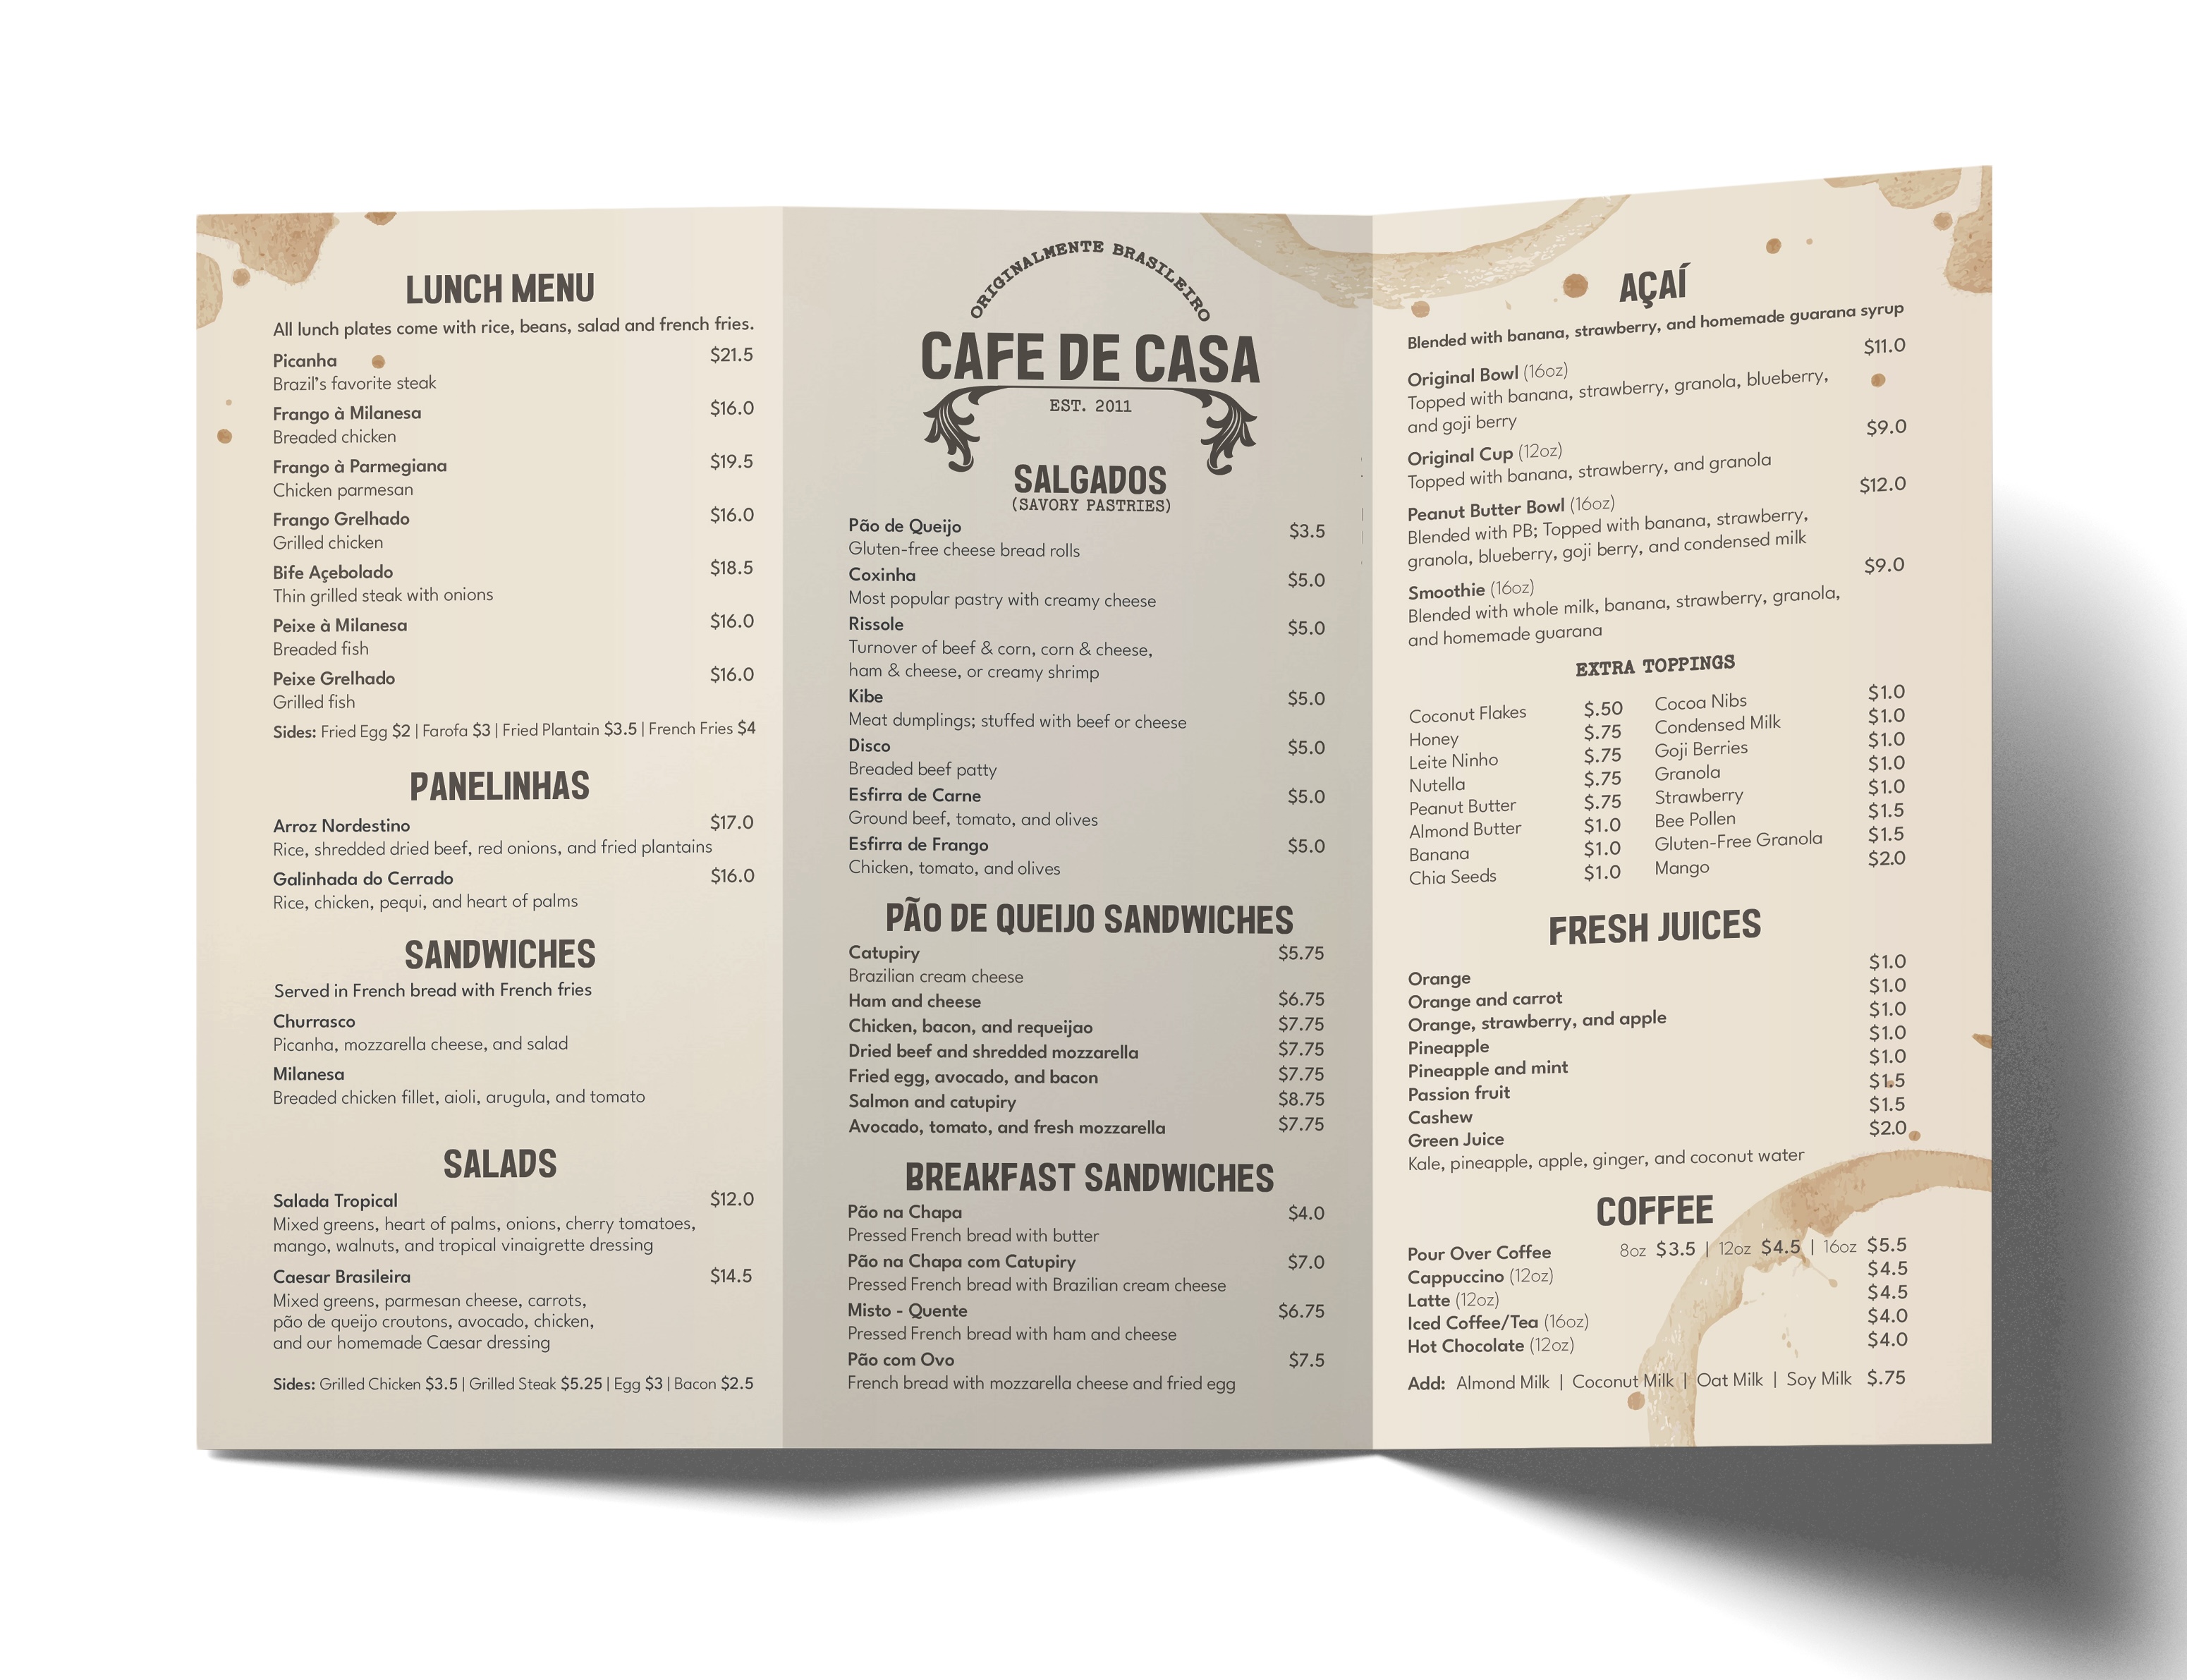 LUNCH MENU
All lunch plates come with rice, beans, salad and french fries.
Picanha $21.5
Brazil's favorite steak
Frango à Milanesa $16.0
Breaded chicken
Frango à Parmegiana $19.5
Chicken parmesan
Frango Grelhado $16.0
Grilled chicken
Bife Açebolado $18.5
Thin grilled steak with onions
Peixe à Milanesa $16.0
Breaded fish
Peixe Grelhado $16.0
Grilled fish
Sides: Fried Egg $2 | Farofa $3 | Fried Plantain $3.5 | French Fries $4
PANELINHAS
Arroz Nordestino $17.0
Rice, shredded dried beef, red onions, and fried plantains
Galinhada do Cerrado $16.0
Rice, chicken, pequi, and heart of palms
SANDWICHES
Served in French bread with French fries
Churrasco
Picanha, mozzarella cheese, and salad
Milanesa
Breaded chicken fillet, aioli, arugula, and tomato
SALADS
Salada Tropical $12.0
Mixed greens, heart of palms, onions, cherry tomatoes,
mango, walnuts, and tropical vinaigrette dressing
Caesar Brasileira $14.5
Mixed greens, parmesan cheese, carrots,
pão de queijo croutons, avocado, chicken,
and our homemade Caesar dressing
Sides: Grilled Chicken $3.5 | Grilled Steak $5.25 | Egg $3 | Bacon $2.5
ORIGINALMENTE BRASILEIRO
CAFE DE CASA
EST. 2011
SALGADOS
(SAVORY PASTRIES)
Pão de Queijo $3.5
Gluten-free cheese bread rolls
Coxinha $5.0
Most popular pastry with creamy cheese
Rissole $5.0
Turnover of beef & corn, corn & cheese,
ham & cheese, or creamy shrimp
Kibe $5.0
Meat dumplings; stuffed with beef or cheese
Disco $5.0
Breaded beef patty
Esfirra de Carne $5.0
Ground beef, tomato, and olives
Esfirra de Frango $5.0
Chicken, tomato, and olives
PÃO DE QUEIJO SANDWICHES
Catupiry $5.75
Brazilian cream cheese
Ham and cheese $6.75
Chicken, bacon, and requeijao $7.75
Dried beef and shredded mozzarella $7.75
Fried egg, avocado, and bacon $7.75
Salmon and catupiry $8.75
Avocado, tomato, and fresh mozzarella $7.75
BREAKFAST SANDWICHES
Pão na Chapa $4.0
Pressed French bread with butter
Pão na Chapa com Catupiry $7.0
Pressed French bread with Brazilian cream cheese
Misto - Quente $6.75
Pressed French bread with ham and cheese
Pão com Ovo $7.5
French bread with mozzarella cheese and fried egg
AÇAÍ
Blended with banana, strawberry, and homemade guarana syrup
Original Bowl (16oz) $11.0
Topped with banana, strawberry, granola, blueberry,
and goji berry
Original Cup (12oz) $9.0
Topped with banana, strawberry, and granola
Peanut Butter Bowl (16oz) $12.0
Blended with PB; Topped with banana, strawberry,
granola, blueberry, goji berry, and condensed milk
Smoothie (16oz) $9.0
Blended with whole milk, banana, strawberry, granola,
and homemade guarana
EXTRA TOPPINGS
Coconut Flakes $.50 Cocoa Nibs $1.0
Honey $.75 Condensed Milk $1.0
Leite Ninho $.75 Goji Berries $1.0
Nutella $.75 Granola $1.0
Peanut Butter $.75 Strawberry $1.0
Almond Butter $1.0 Bee Pollen $1.5
Banana $1.0 Gluten-Free Granola $1.5
Chia Seeds $1.0 Mango $2.0
FRESH JUICES
Orange $1.0
Orange and carrot $1.0
Orange, strawberry, and apple $1.0
Pineapple $1.0
Pineapple and mint $1.0
Passion fruit $1.5
Cashew $1.5
Green Juice $2.0
Kale, pineapple, apple, ginger, and coconut water
COFFEE
Pour Over Coffee 8oz $3.5 | 12oz $4.5 | 16oz $5.5
Cappuccino (12oz) $4.5
Latte (12oz) $4.5
Iced Coffee/Tea (16oz) $4.0
Hot Chocolate (12oz) $4.0
Add: Almond Milk | Coconut Milk | Oat Milk | Soy Milk $.75